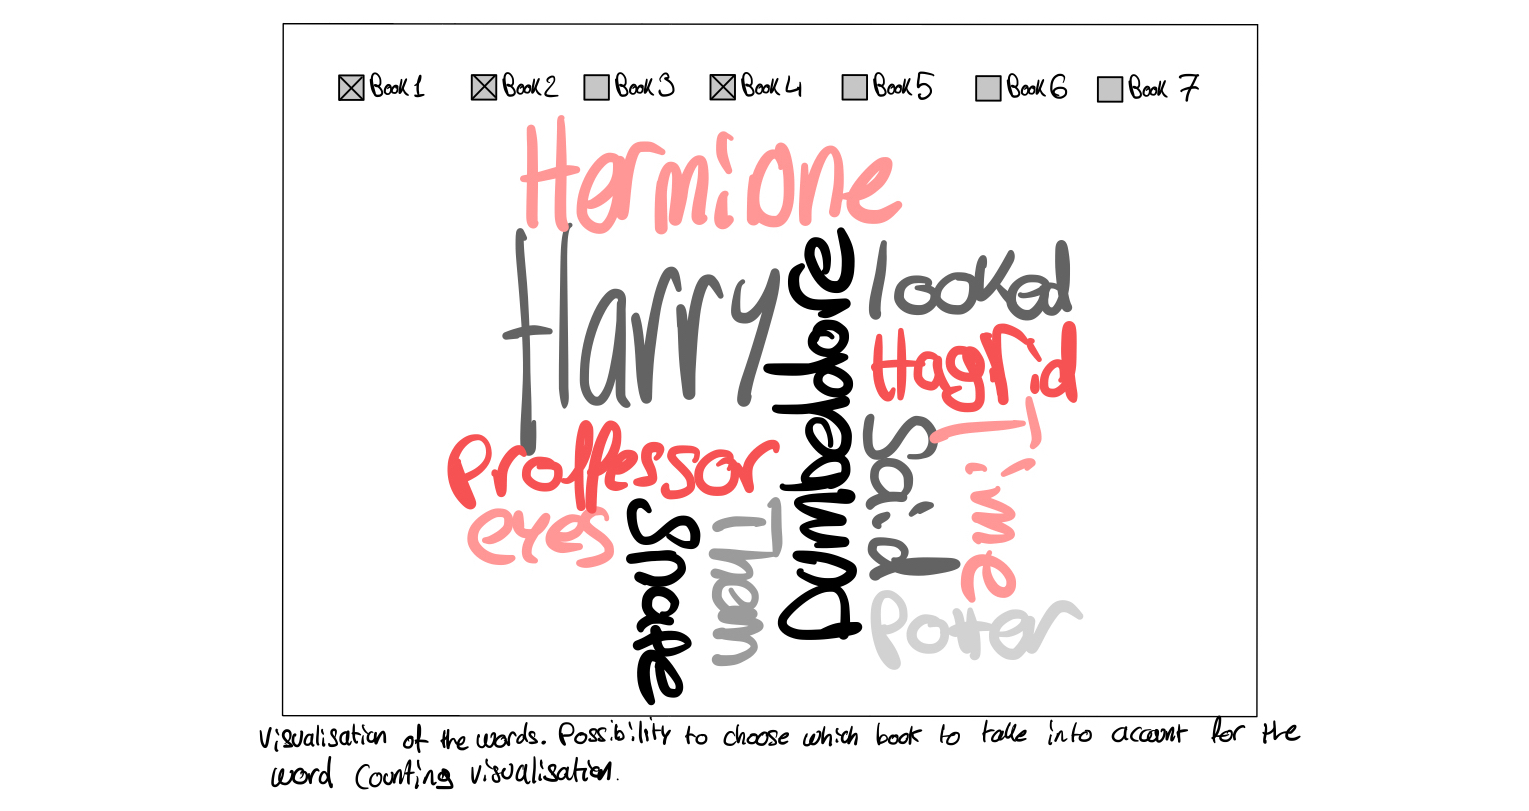 Book 1 Book 2 Book 3 Book 4 Book 5 Book 6 Book 7
Hermione
Harry
Dumbledore
looked
Hagrid
Proffessor
Said
Time
eyes
Snape
Them
Potter
Visualisation of the words. Possibility to choose which book to take into account for the
word counting visualisation.